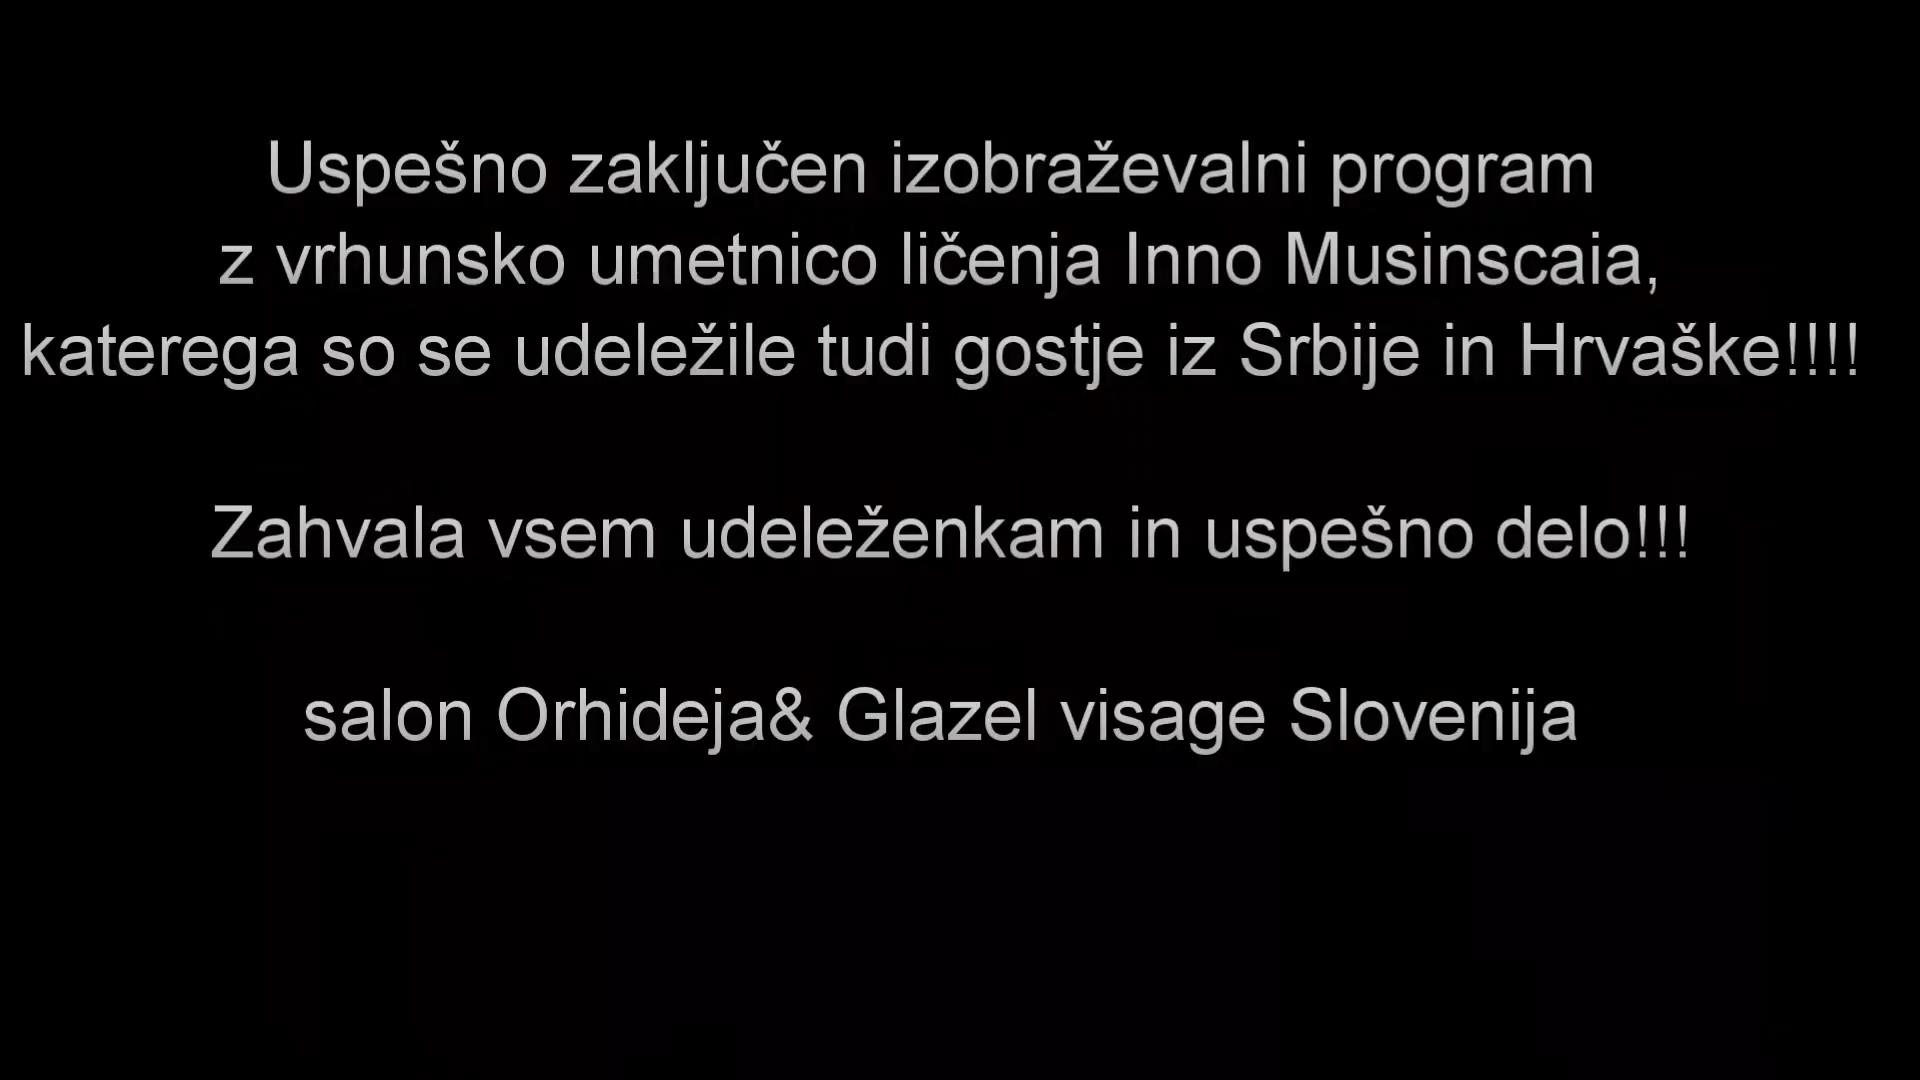 Uspešno zaključen izobraževalni program
z vrhunsko umetnico ličenja Inno Musinscaia,
katerega so se udeležile tudi gostje iz Srbije in Hrvaške!!!!
Zahvala vsem udeleženkam in uspešno delo!!!
salon Orhideja& Glazel visage Slovenija